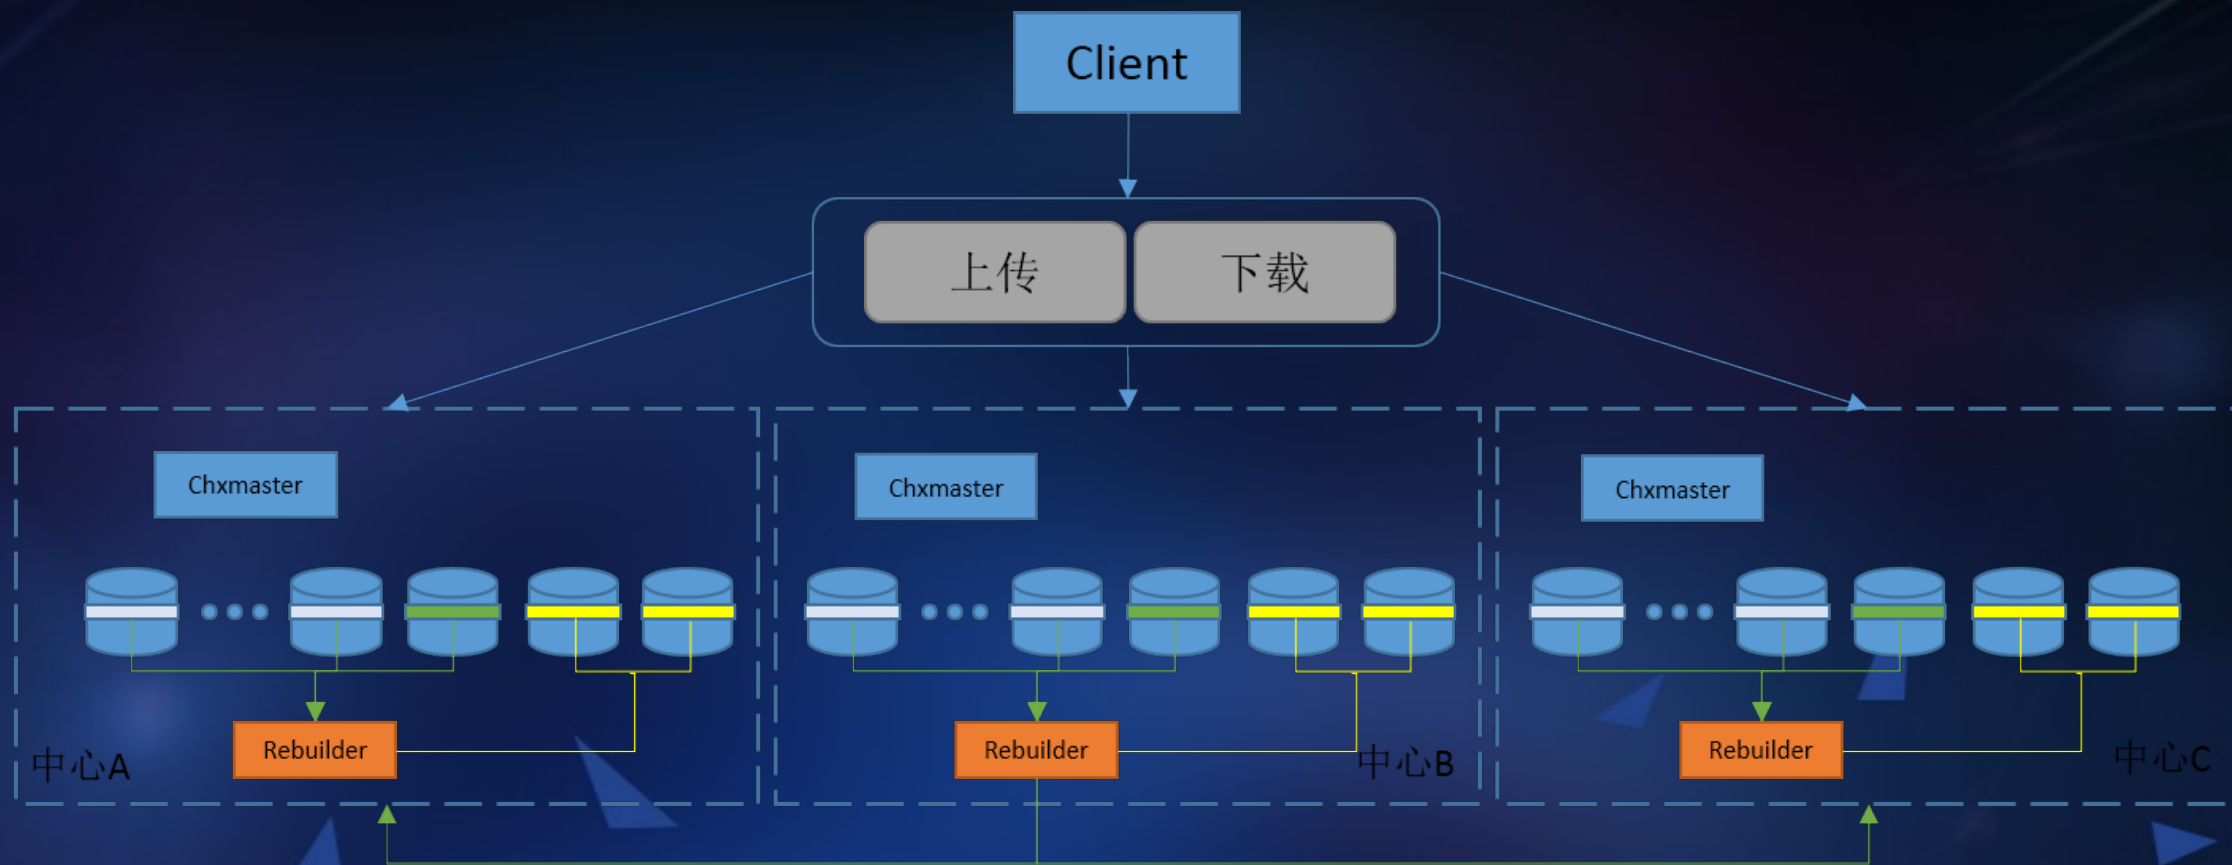 Client
上传
下载
Chxmaster
Chxmaster
Chxmaster
Rebuilder
Rebuilder
Rebuilder
中心A
中心B
中心C